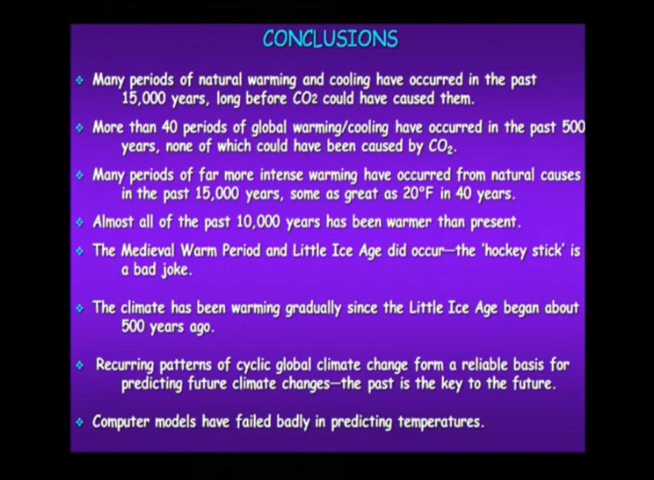 CONCLUSIONS
Many periods of natural warming and cooling have occurred in the past
15,000 years, long before CO2 could have caused them.
More than 40 periods of global warming/cooling have occurred in the past 500
years, none of which could have been caused by CO₂.
Many periods of far more intense warming have occurred from natural causes
in the past 15,000 years, some as great as 20°F in 40 years.
Almost all of the past 10,000 years has been warmer than present.
The Medieval Warm Period and Little Ice Age did occur—the ‘hockey stick’ is
a bad joke.
The climate has been warming gradually since the Little Ice Age began about
500 years ago.
Recurring patterns of cyclic global climate change form a reliable basis for
predicting future climate changes—the past is the key to the future.
Computer models have failed badly in predicting temperatures.